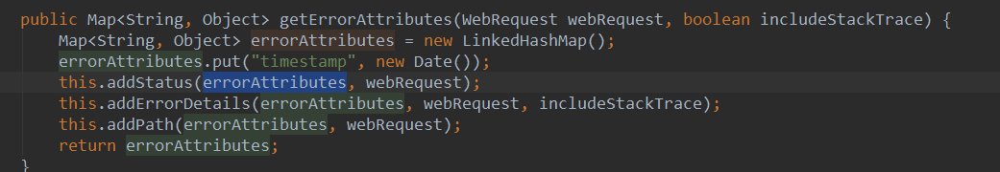 public Map<String, Object> getErrorAttributes(WebRequest webRequest, boolean includeStackTrace) {
    Map<String, Object> errorAttributes = new LinkedHashMap();
    errorAttributes.put("timestamp", new Date());
    this.addStatus(errorAttributes, webRequest);
    this.addErrorDetails(errorAttributes, webRequest, includeStackTrace);
    this.addPath(errorAttributes, webRequest);
    return errorAttributes;
}